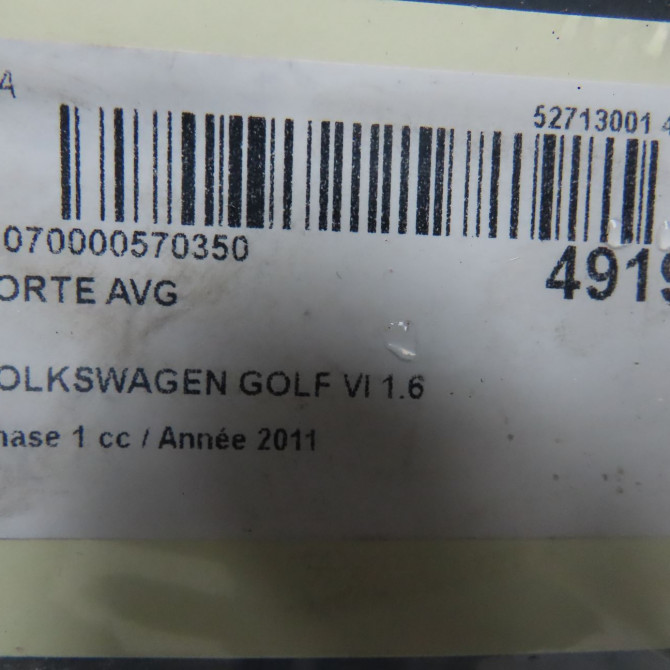 A
52713001 4
070000570350
4919
ORTE AVG
OLKSWAGEN GOLF VI 1.6
hase 1 cc / Année 2011